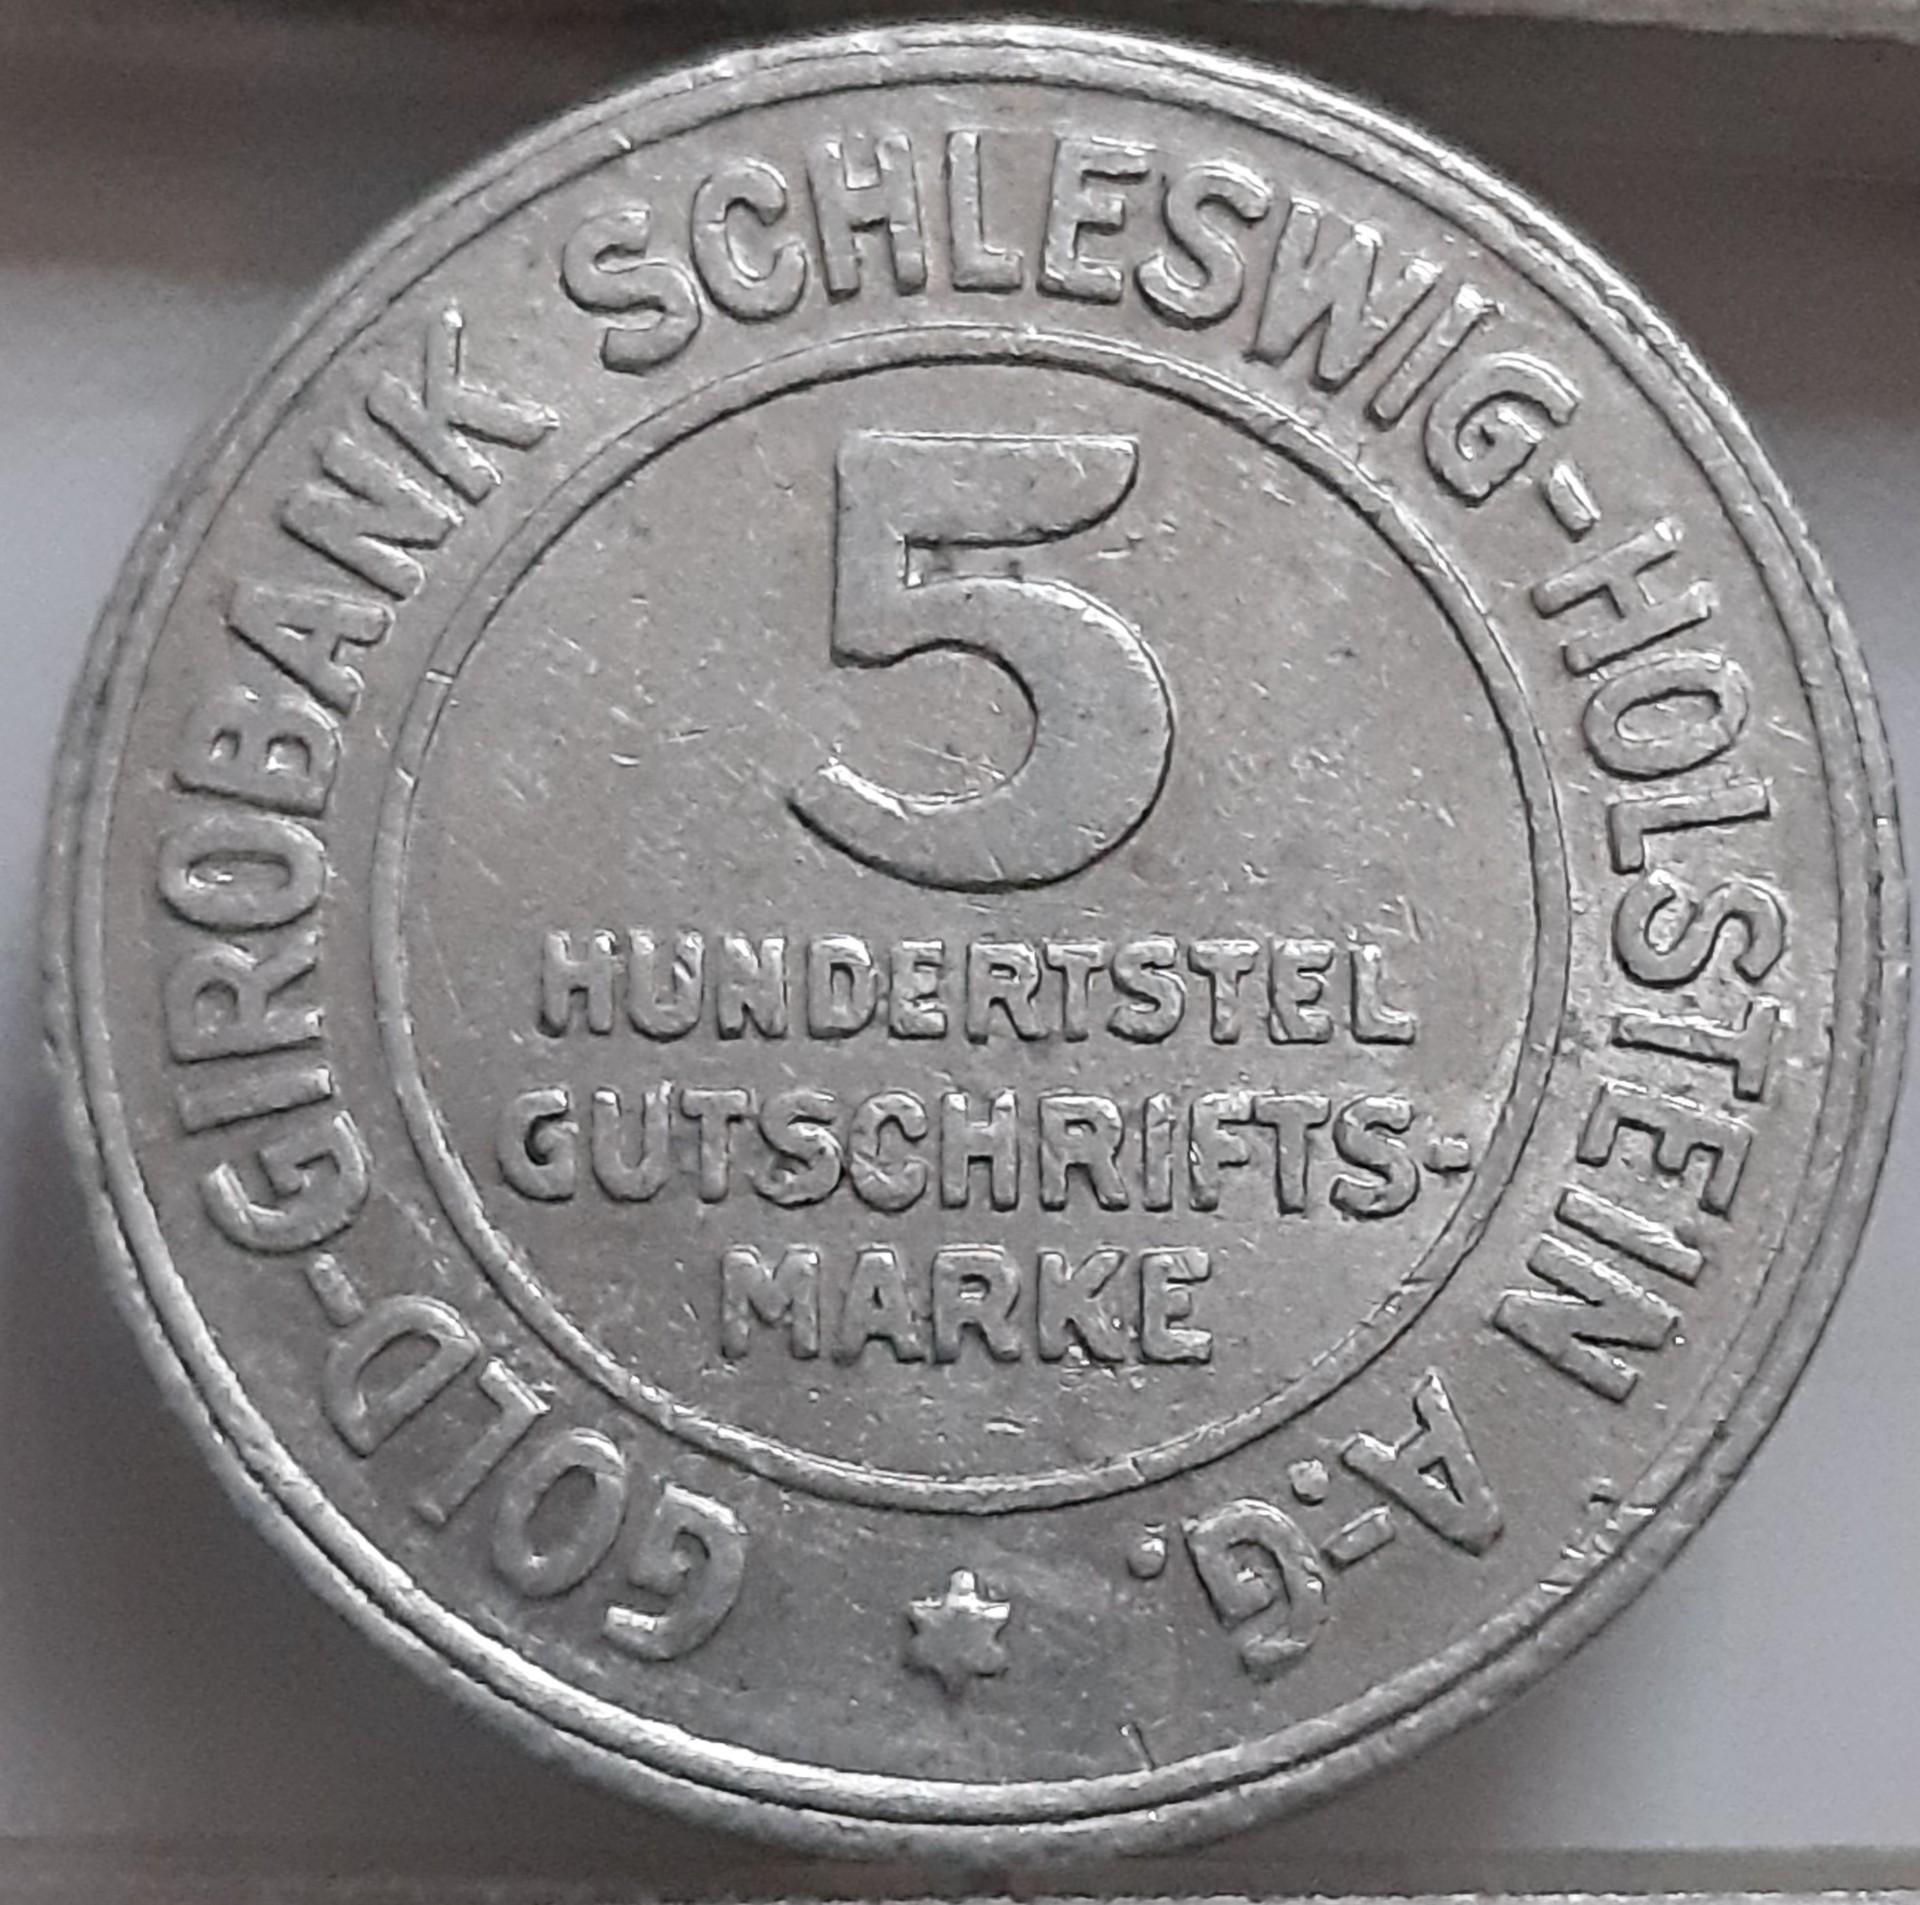 GOLD-GIROBANK SCHLESWIG-HOLSTEIN A.-G.
5
HUNDERTSTEL
GUTSCHRIFTS-
MARKE